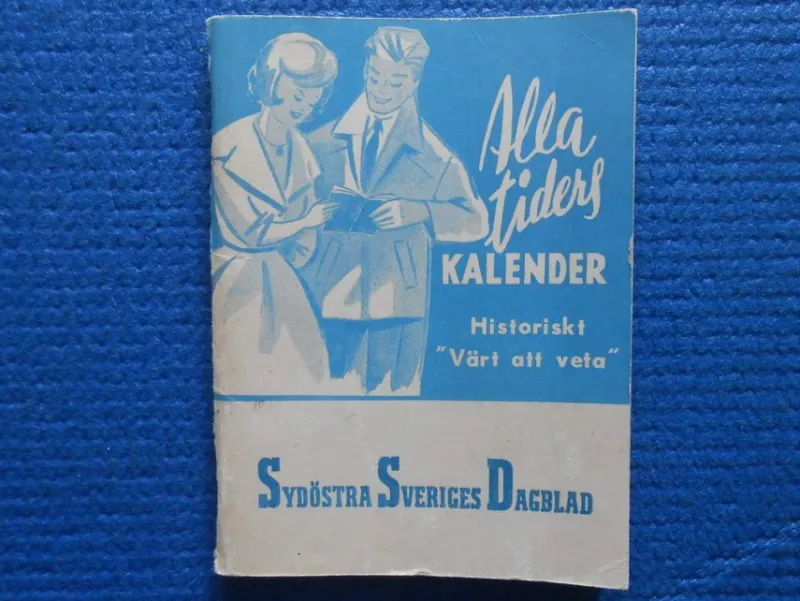 Alla
tiders
KALENDER
Historiskt
"Värt att veta"
SYDÖSTRA SVERIGES DAGBLAD